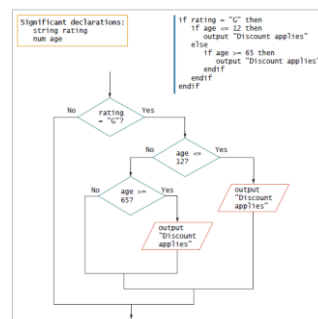 Significant declarations:
string rating
num age
if rating = "G" then
if age <= 12 then
output "Discount applies"
else
if age >= 65 then
output "Discount applies"
endif
endif
endif
No
rating
= "G"?
Yes
age <=
12?
No
Yes
No
age >=
65?
Yes
output
"Discount
applies"
output
"Discount
applies"